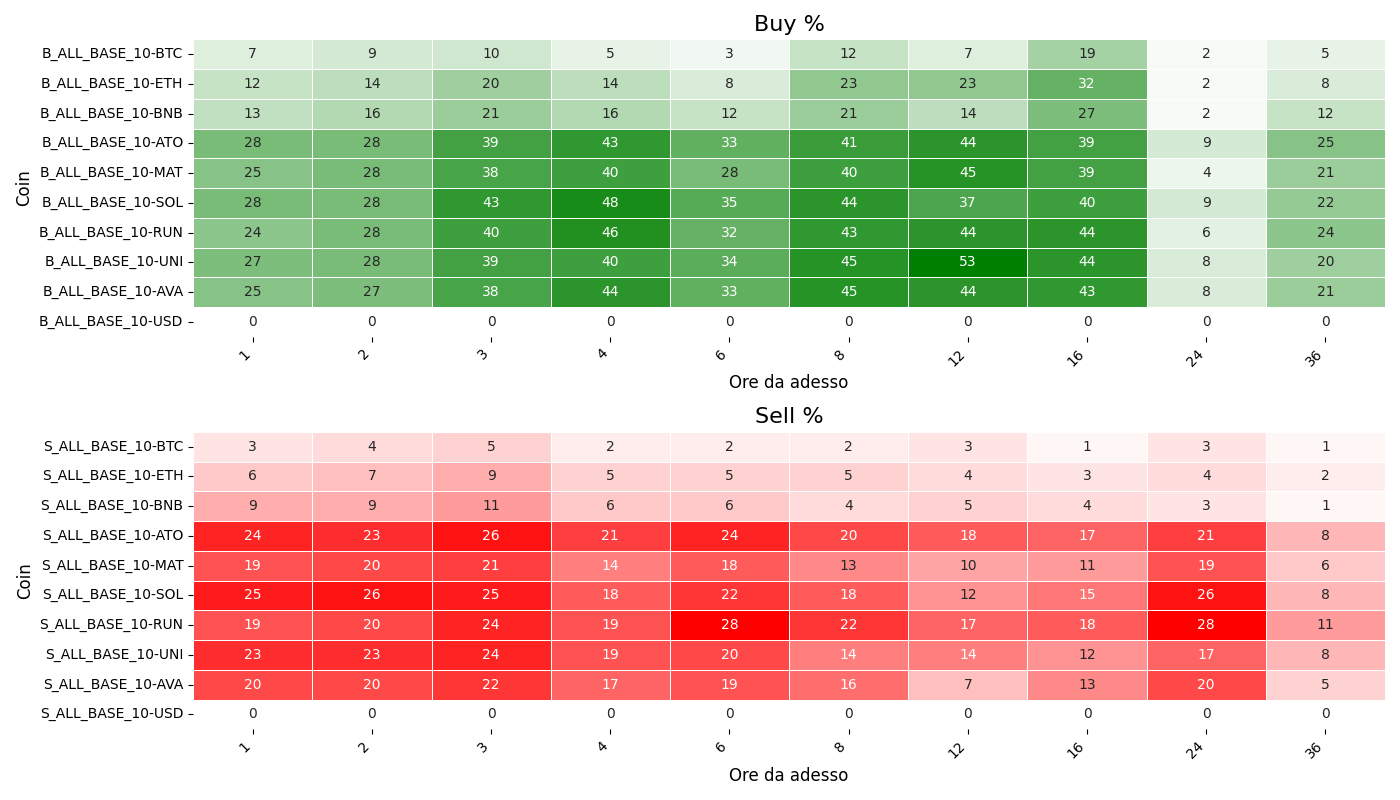 Buy %
Coin
B_ALL_BASE_10-BTC 7 9 10 5 3 12 7 19 2 5
B_ALL_BASE_10-ETH 12 14 20 14 8 23 23 32 2 8
B_ALL_BASE_10-BNB 13 16 21 16 12 21 14 27 2 12
B_ALL_BASE_10-ATO 28 28 39 43 33 41 44 39 9 25
B_ALL_BASE_10-MAT 25 28 38 40 28 40 45 39 4 21
B_ALL_BASE_10-SOL 28 28 43 48 35 44 37 40 9 22
B_ALL_BASE_10-RUN 24 28 40 46 32 43 44 44 6 24
B_ALL_BASE_10-UNI 27 28 39 40 34 45 53 44 8 20
B_ALL_BASE_10-AVA 25 27 38 44 33 45 44 43 8 21
B_ALL_BASE_10-USD 0 0 0 0 0 0 0 0 0 0
1 2 3 4 6 8 12 16 24 36
Ore da adesso
Sell %
Coin
S_ALL_BASE_10-BTC 3 4 5 2 2 2 3 1 3 1
S_ALL_BASE_10-ETH 6 7 9 5 5 5 4 3 4 2
S_ALL_BASE_10-BNB 9 9 11 6 6 4 5 4 3 1
S_ALL_BASE_10-ATO 24 23 26 21 24 20 18 17 21 8
S_ALL_BASE_10-MAT 19 20 21 14 18 13 10 11 19 6
S_ALL_BASE_10-SOL 25 26 25 18 22 18 12 15 26 8
S_ALL_BASE_10-RUN 19 20 24 19 28 22 17 18 28 11
S_ALL_BASE_10-UNI 23 23 24 19 20 14 14 12 17 8
S_ALL_BASE_10-AVA 20 20 22 17 19 16 7 13 20 5
S_ALL_BASE_10-USD 0 0 0 0 0 0 0 0 0 0
1 2 3 4 6 8 12 16 24 36
Ore da adesso